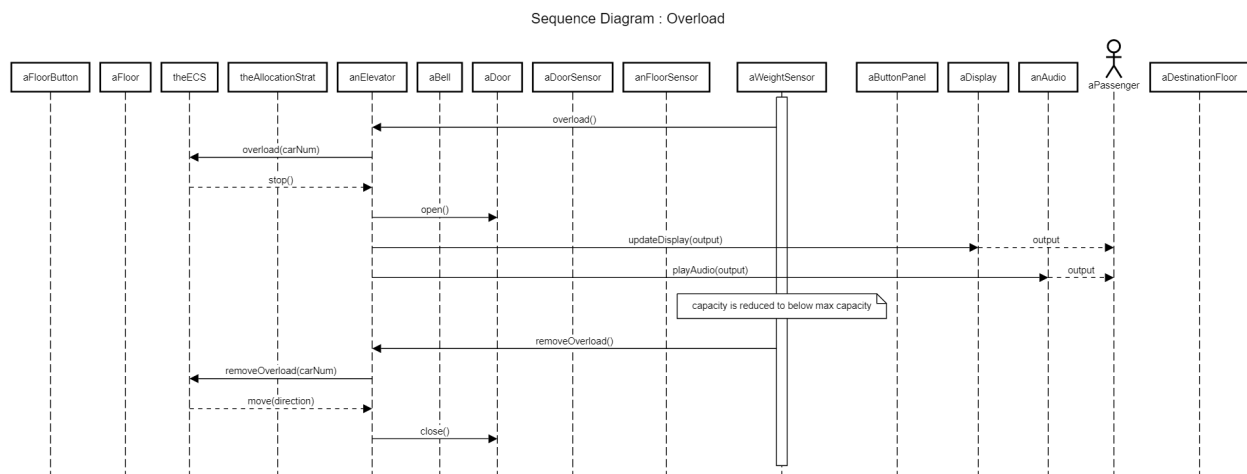 Sequence Diagram : Overload
aFloorButton
aFloor
theECS
theAllocationStrat
anElevator
aBell
aDoor
aDoorSensor
anFloorSensor
aWeightSensor
aButtonPanel
aDisplay
anAudio
aPassenger
aDestinationFloor
overload()
overload(carNum)
stop()
open()
updateDisplay(output)
output
playAudio(output)
output
capacity is reduced to below max capacity
removeOverload()
removeOverload(carNum)
move(direction)
close()